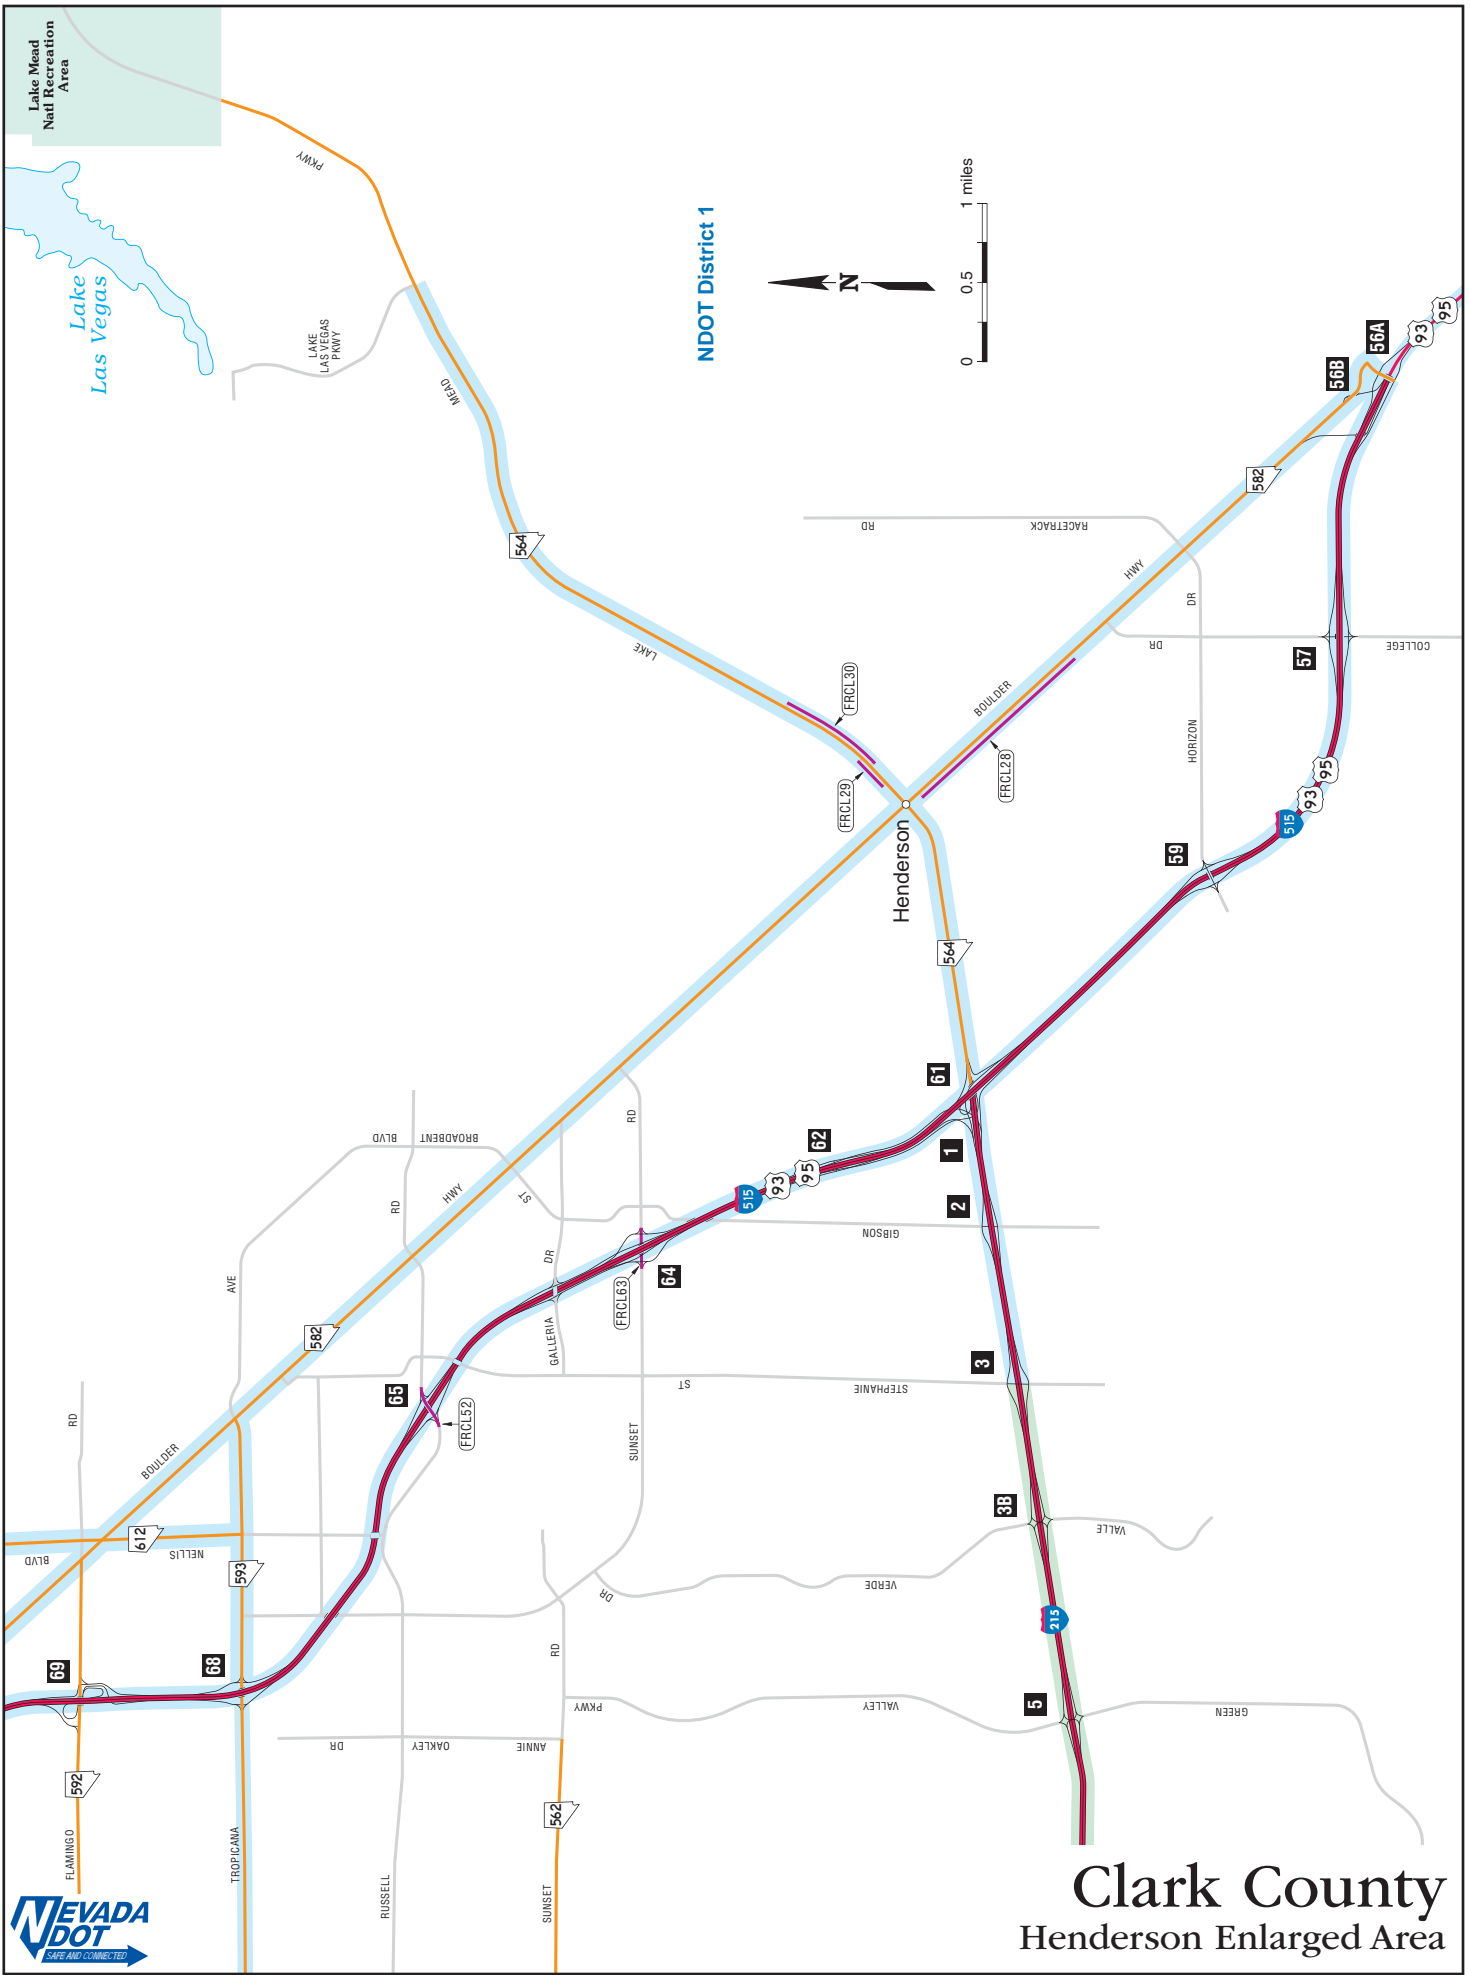 Lake Mead
Natl Recreation
Area
PKWY
Lake
Las Vegas
LAKE
LAS VEGAS
PKWY
MEAD
NDOT District 1
N
0
0.5
1 miles
564
LAKE
RD
RACETRACK
582
56B
56A
93
95
HWY
DR
DR
57
COLLEGE
FRCL30
FRCL29
BOULDER
FRCL28
HORIZON
93
95
515
59
Henderson
564
61
1
2
62
93
95
515
RD
BLVD
BROADBENT
HWY
ST
RD
GIBSON
DR
GALLERIA
FRCL63
64
AVE
582
65
FRCL52
ST
STEPHANIE
3
SUNSET
RD
BOULDER
612
BLVD
NELLIS
593
3B
VALLE
VERDE
DR
215
RD
69
68
PKWY
VALLEY
5
GREEN
DR
OAKLEY
ANNIE
592
562
FLAMINGO
TROPICANA
RUSSELL
SUNSET
NEVADA
DOT
SAFE AND CONNECTED
Clark County
Henderson Enlarged Area